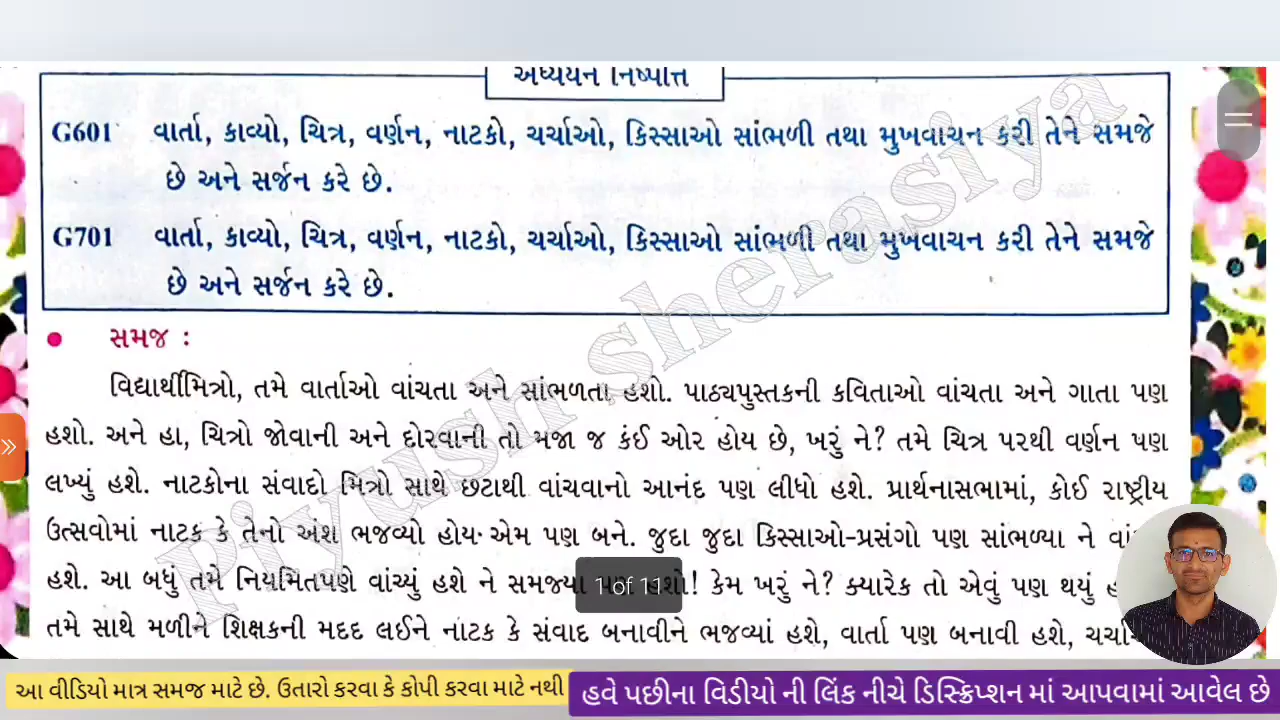 અધ્યયન નિષ્પત્તિ
G601 વાર્તા, કાવ્યો, ચિત્ર, વર્ણન, નાટકો, ચર્ચાઓ, કિસ્સાઓ સાંભળી તથા મુખવાચન કરી તેને સમજે
છે અને સર્જન કરે છે.
G701 વાર્તા, કાવ્યો, ચિત્ર, વર્ણન, નાટકો, ચર્ચાઓ, કિસ્સાઓ સાંભળી તથા મુખવાચન કરી તેને સમજે
છે અને સર્જન કરે છે.
• સમજ :
વિદ્યાર્થીમિત્રો, તમે વાર્તાઓ વાંચતા અને સાંભળતા હશો. પાઠ્યપુસ્તકની કવિતાઓ વાંચતા અને ગાતા પણ
હશો. અને હા, ચિત્રો જોવાની અને દોરવાની તો મજા જ કંઈ ઓર હોય છે, ખરું ને? તમે ચિત્ર પરથી વર્ણન પણ
લખ્યું હશે. નાટકોના સંવાદો મિત્રો સાથે છટાથી વાંચવાનો આનંદ પણ લીધો હશે. પ્રાર્થનાસભામાં, કોઈ રાષ્ટ્રીય
ઉત્સવોમાં નાટક કે તેનો અંશ ભજવ્યો હોય એમ પણ બને. જુદા જુદા કિસ્સાઓ-પ્રસંગો પણ સાંભળ્યા ને
હશે. આ બધું તમે નિયમિતપણે વાંચ્યું હશે ને સમજ્યા પણ હશો! કેમ ખરું ને? ક્યારેક તો એવું પણ થયું
તમે સાથે મળીને શિક્ષકની મદદ લઈને નાટક કે સંવાદ બનાવીને ભજવ્યાં હશે, વાર્તા પણ બનાવી હશે,
Piyush sherasiya
1 of 11
આ વીડિયો માત્ર સમજ માટે છે. ઉતારો કરવા કે કોપી કરવા માટે નથી
હવે પછીના વિડીયો ની લિંક નીચે ડિસ્ક્રિપ્શન માં આપવામાં આવેલ છે